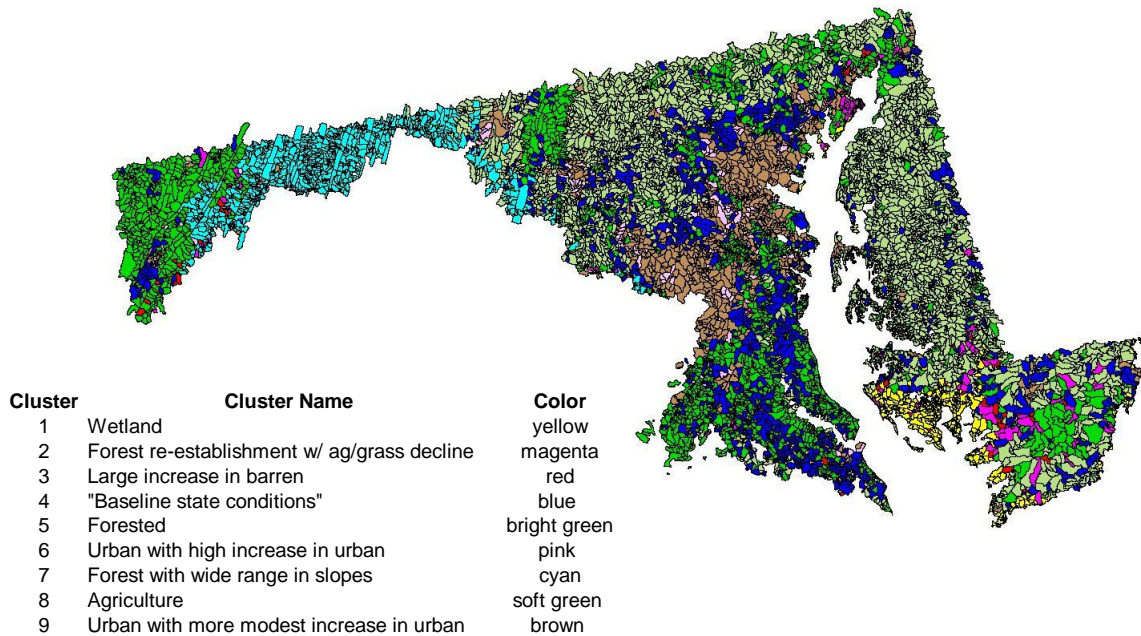 Cluster Cluster Name Color
1 Wetland yellow
2 Forest re-establishment w/ ag/grass decline magenta
3 Large increase in barren red
4 "Baseline state conditions" blue
5 Forested bright green
6 Urban with high increase in urban pink
7 Forest with wide range in slopes cyan
8 Agriculture soft green
9 Urban with more modest increase in urban brown